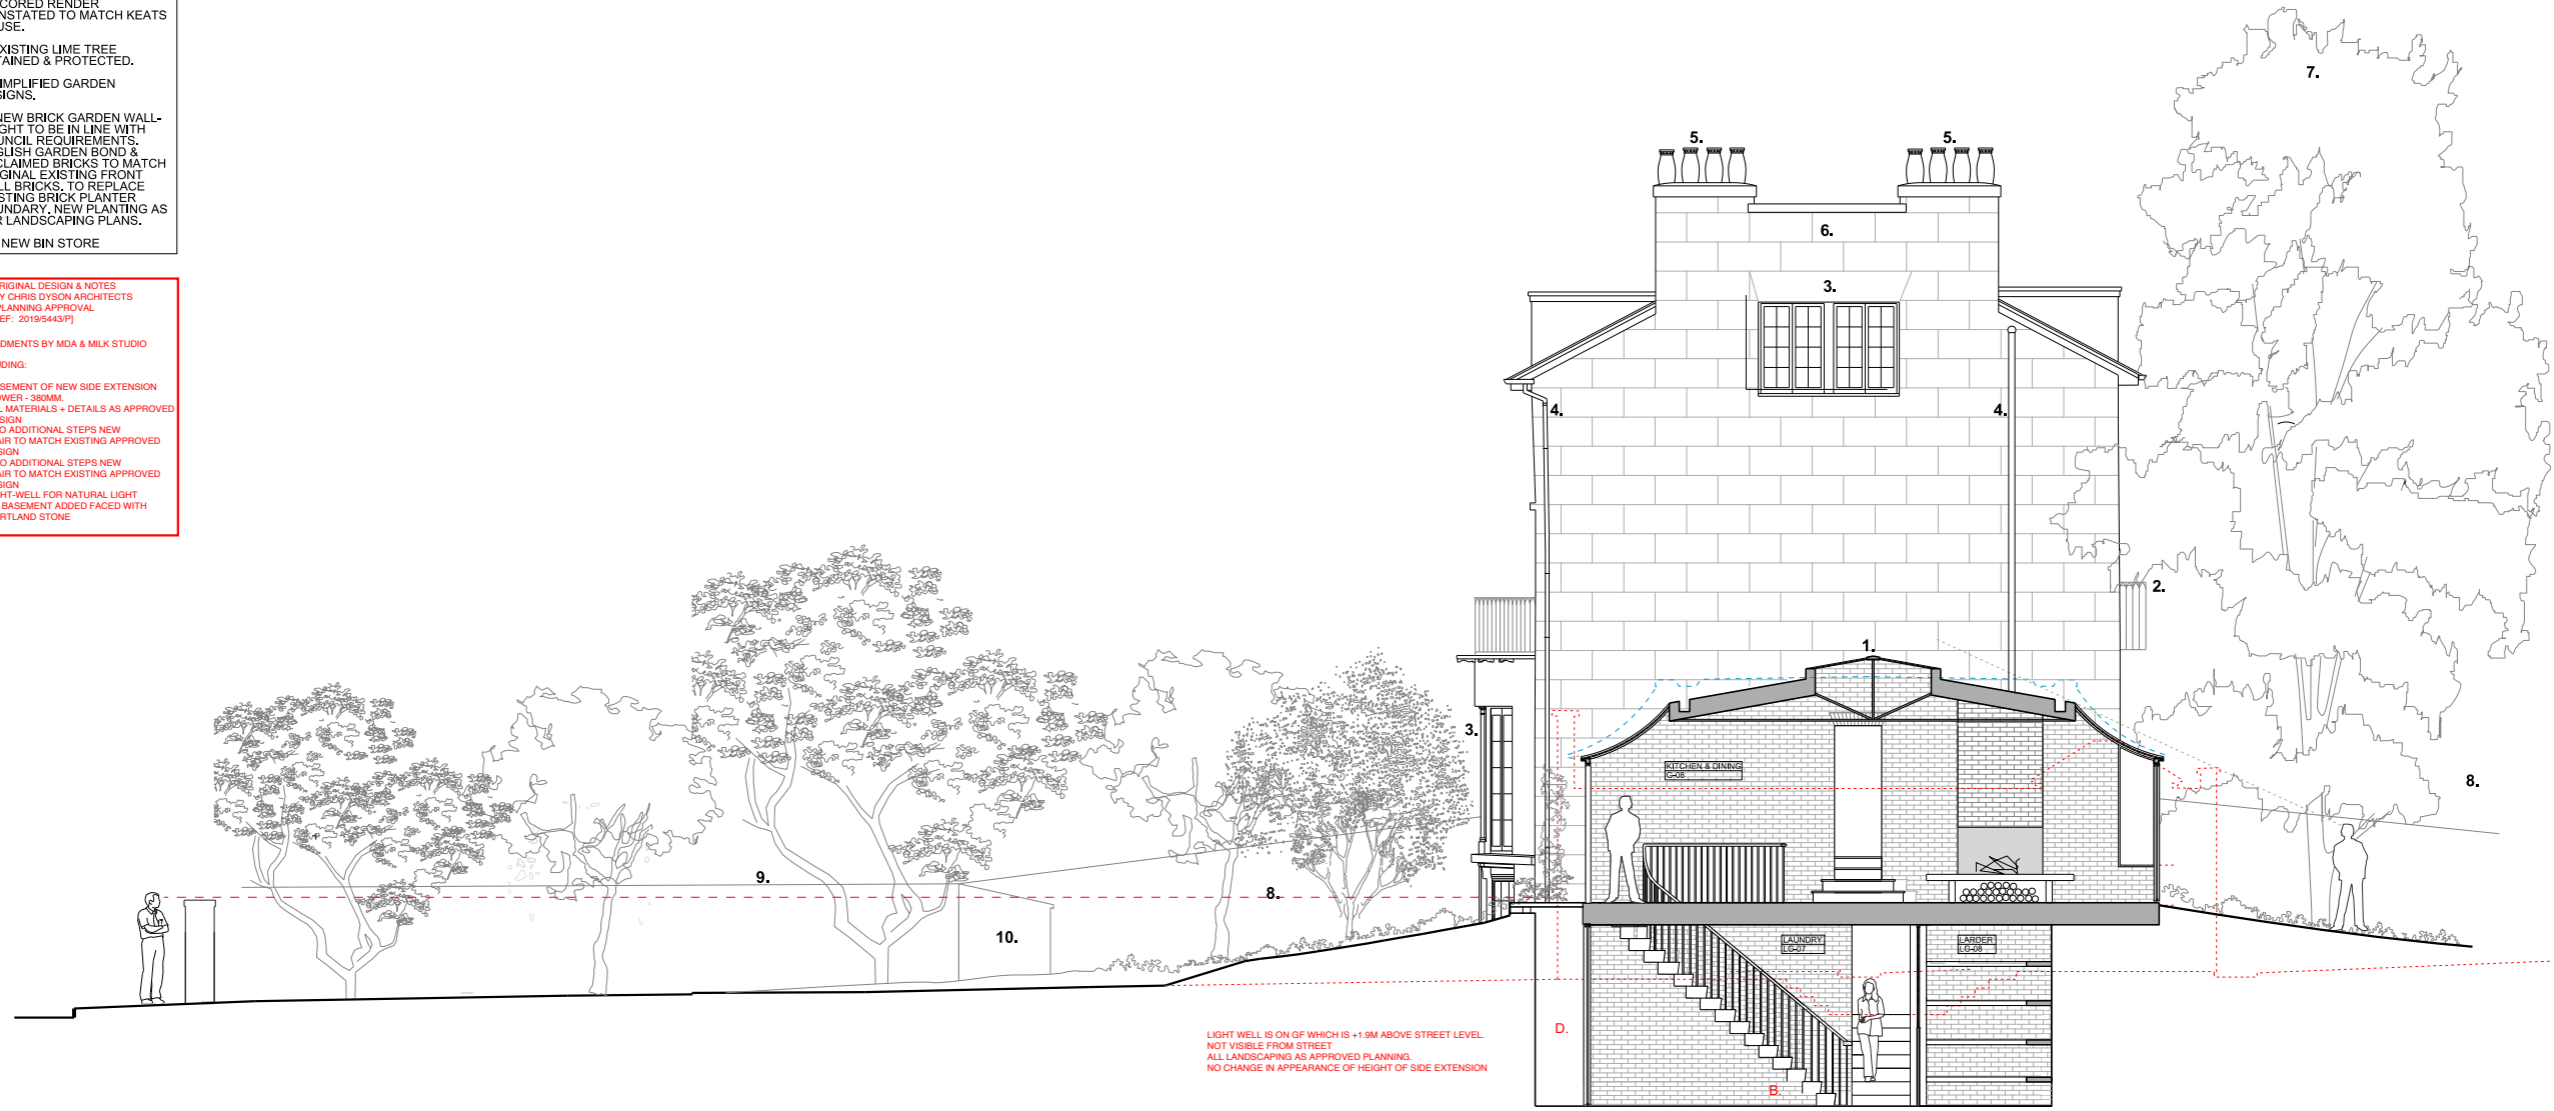 CORED RENDER
NSTATED TO MATCH KEATS
USE.
XISTING LIME TREE
TAINED & PROTECTED.
IMPLIFIED GARDEN
SIGNS.
NEW BRICK GARDEN WALL-
GHT TO BE IN LINE WITH
UNCIL REQUIREMENTS.
GLISH GARDEN BOND &
CLAIMED BRICKS TO MATCH
IGINAL EXISTING FRONT
LL BRICKS. TO REPLACE
ISTING BRICK PLANTER
UNDARY. NEW PLANTING AS
R LANDSCAPING PLANS.
NEW BIN STORE
RIGINAL DESIGN & NOTES
Y CHRIS DYSON ARCHITECTS
PLANNING APPROVAL
EF: 2019/5443/P]
DMENTS BY MDA & MILK STUDIO
UDING:
SEMENT OF NEW SIDE EXTENSION
OWER - 380MM.
L MATERIALS + DETAILS AS APPROVED
SIGN
O ADDITIONAL STEPS NEW
AIR TO MATCH EXISTING APPROVED
SIGN
O ADDITIONAL STEPS NEW
AIR TO MATCH EXISTING APPROVED
SIGN
HT-WELL FOR NATURAL LIGHT
BASEMENT ADDED FACED WITH
RTLAND STONE
7.
5. 5.
6.
3.
4. 4.
2.
1.
3.
KITCHEN & DINING
G-08
8.
9.
8.
10.
LAUNDRY
LG-07
LARDER
LG-08
D.
LIGHT WELL IS ON GF WHICH IS +1.9M ABOVE STREET LEVEL.
NOT VISIBLE FROM STREET
ALL LANDSCAPING AS APPROVED PLANNING.
NO CHANGE IN APPEARANCE OF HEIGHT OF SIDE EXTENSION
B.